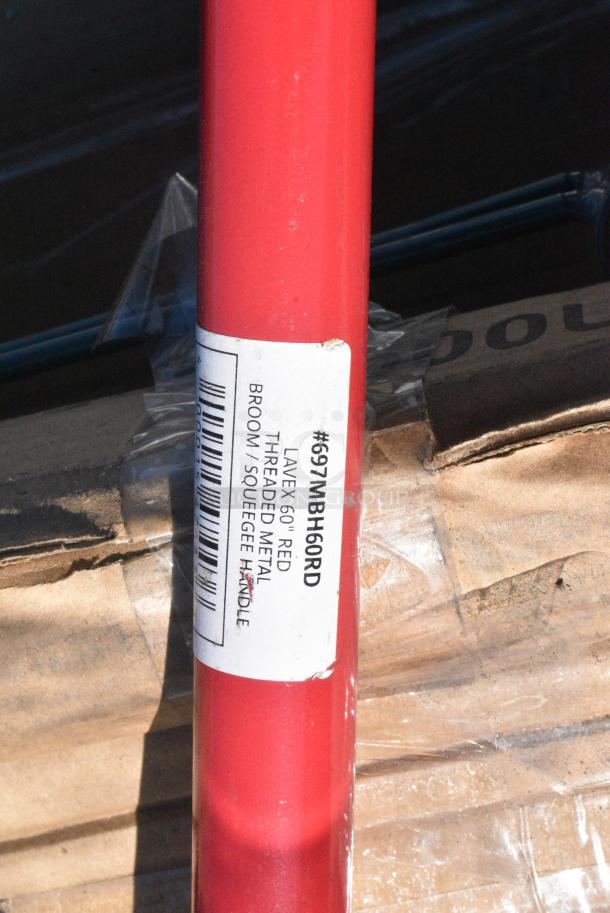 #697MBH60RD
LAVEX 60" RED
THREADED METAL
BROOM / SQUEEGEE HANDLE